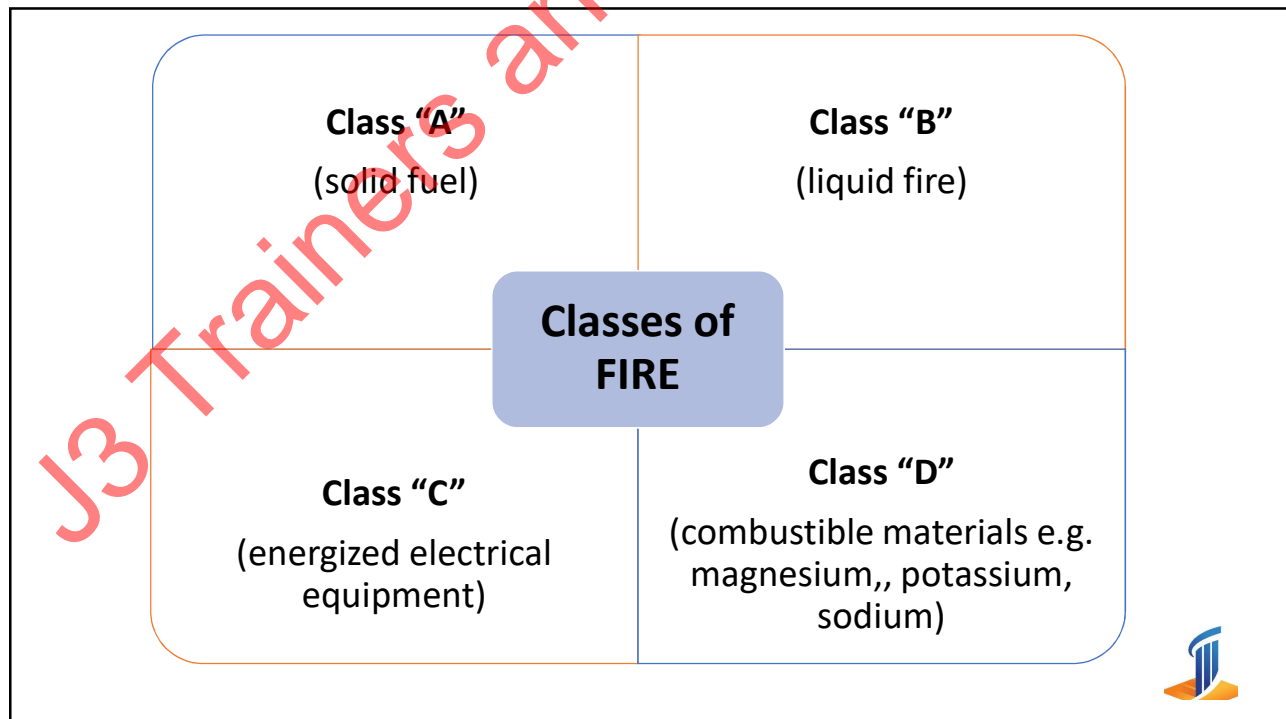 Class “A”
(solid fuel)
Class “B”
(liquid fire)
Classes of
FIRE
Class “C”
(energized electrical
equipment)
Class “D”
(combustible materials e.g.
magnesium,, potassium,
sodium)
J3 Trainers an